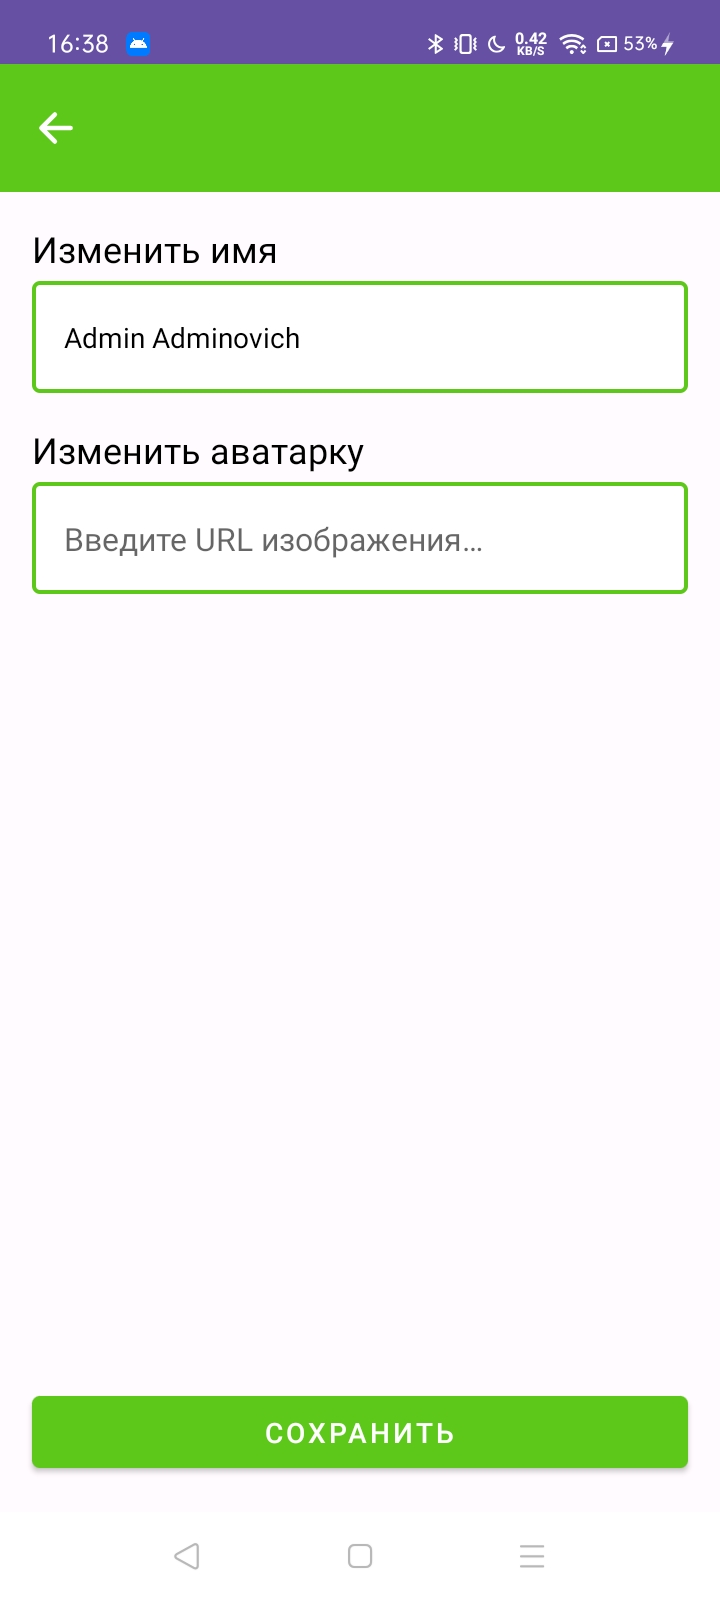 16:38
0.42
KB/S
53%
Изменить имя
Admin Adminovich
Изменить аватарку
Введите URL изображения...
СОХРАНИТЬ